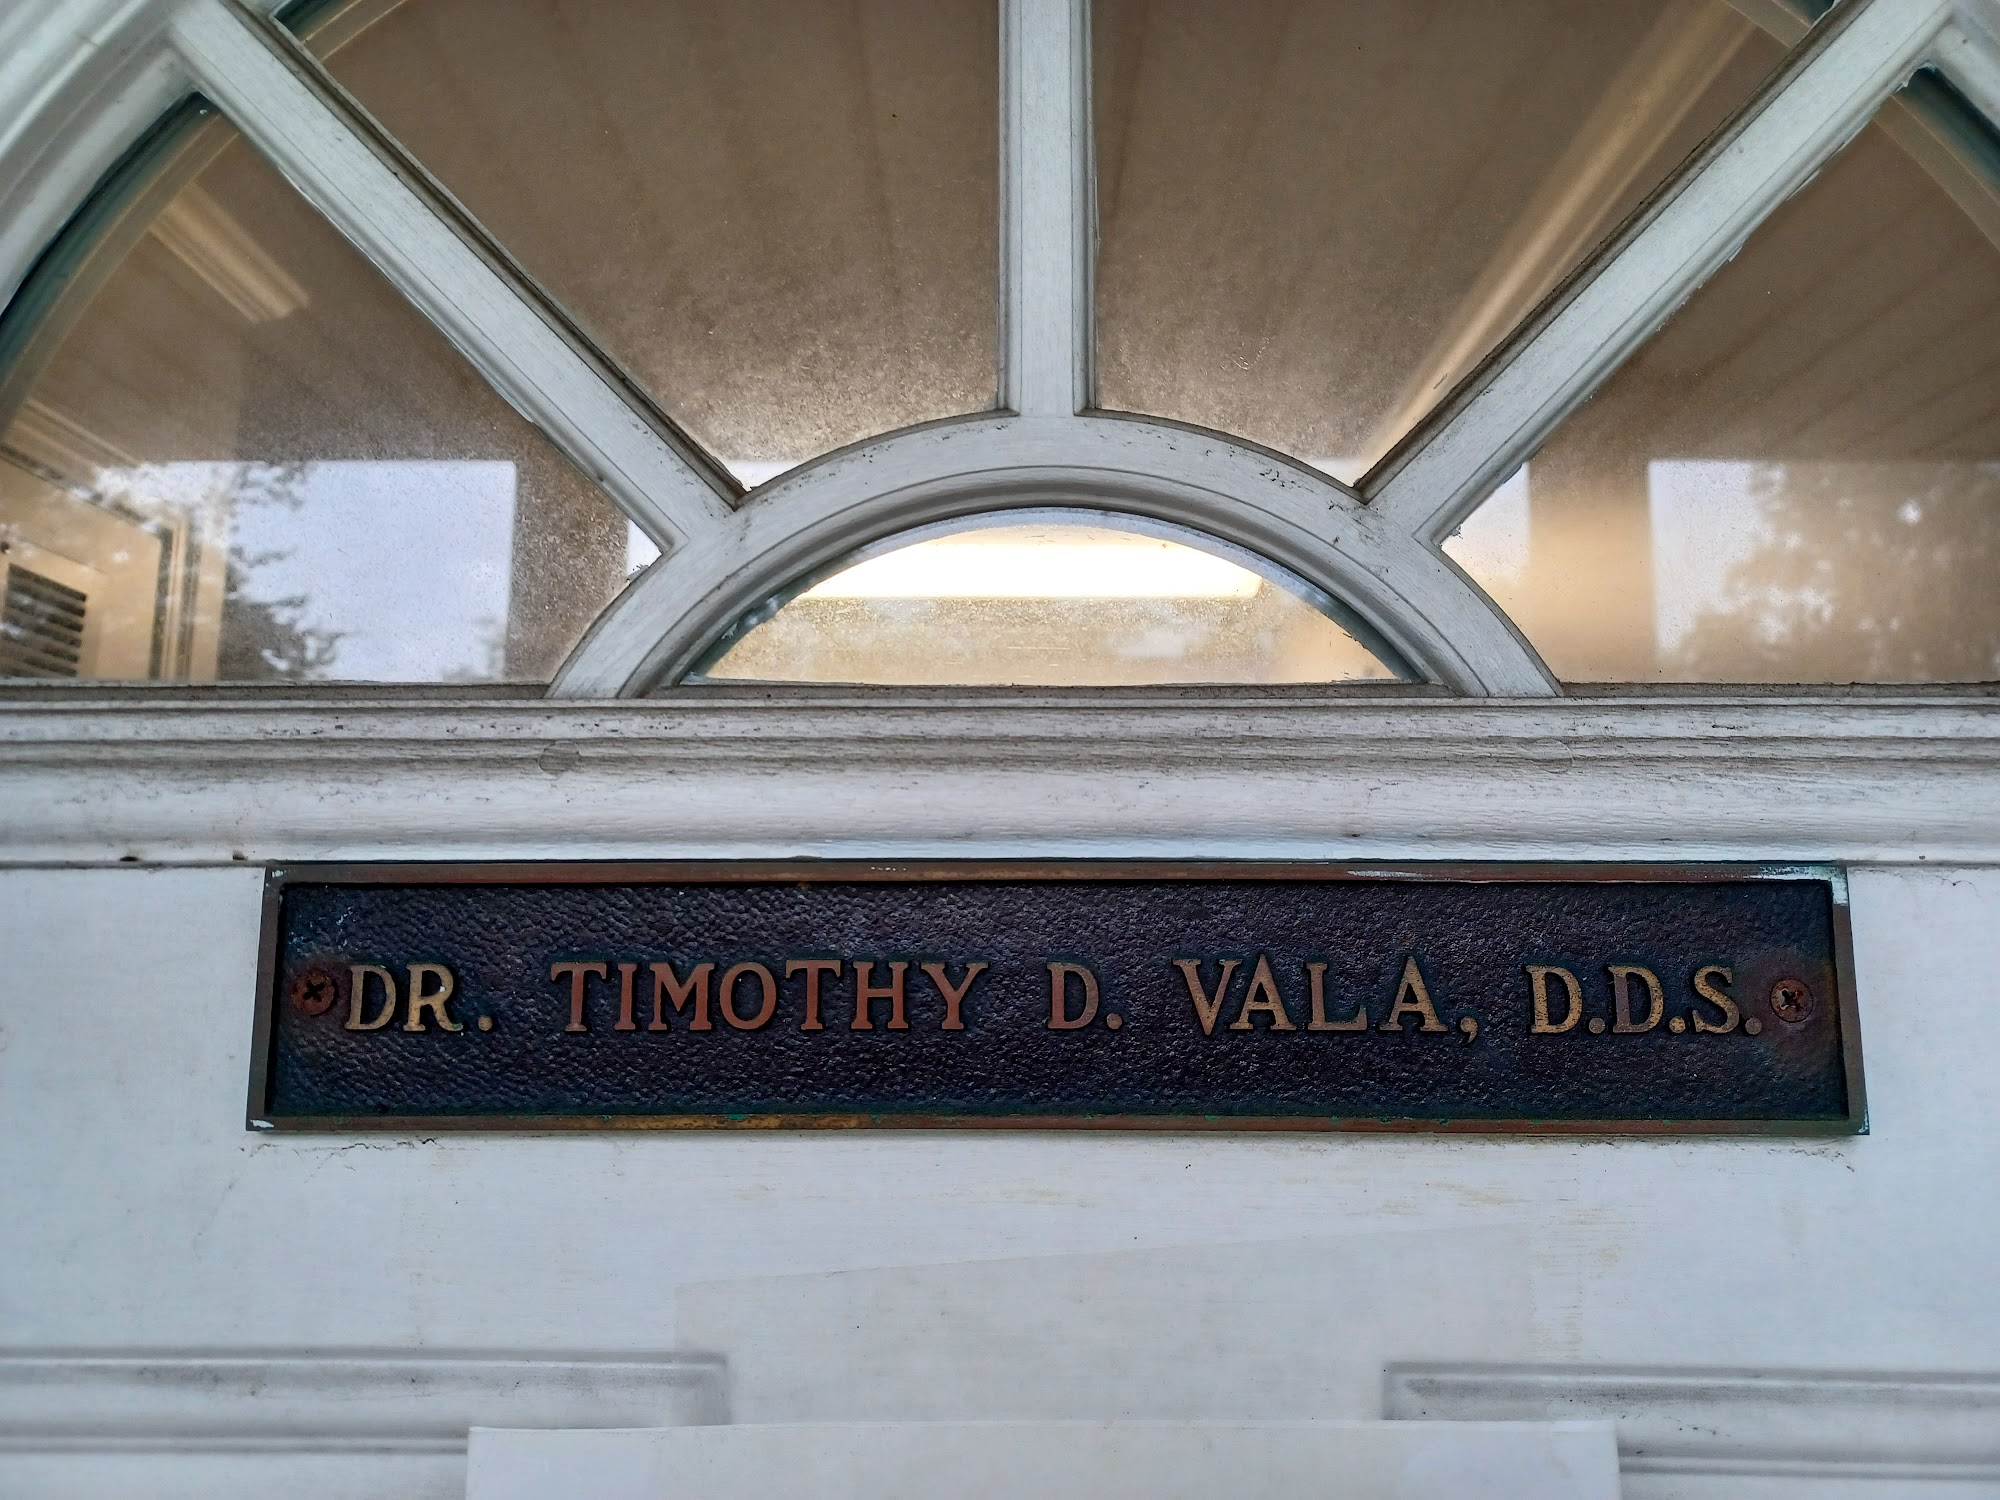 DR. TIMOTHY D. VALA, D.D.S.